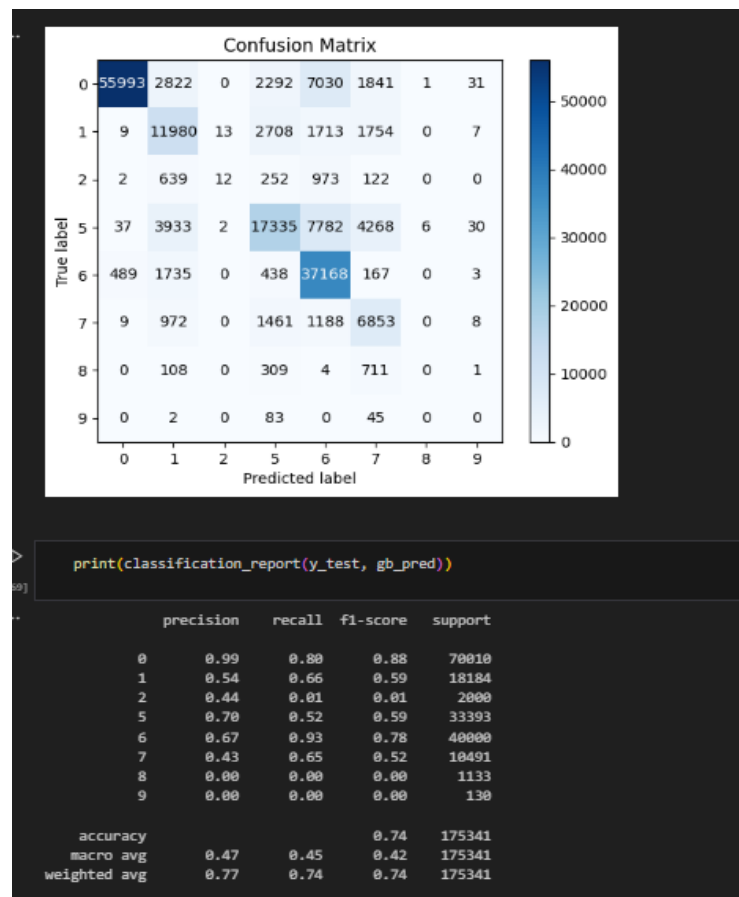 Confusion Matrix
0 55993 2822 0 2292 7030 1841 1 31
1 9 11980 13 2708 1713 1754 0 7
2 2 639 12 252 973 122 0 0
5 37 3933 2 17335 7782 4268 6 30
6 489 1735 0 438 37168 167 0 3
7 9 972 0 1461 1188 6853 0 8
8 0 108 0 309 4 711 0 1
9 0 2 0 83 0 45 0 0
0 1 2 5 6 7 8 9
Predicted label
True label
50000
40000
30000
20000
10000
0
print(classification_report(y_test, gb_pred))
69]
precision recall f1-score support
0 0.99 0.80 0.88 70010
1 0.54 0.66 0.59 18184
2 0.44 0.01 0.01 2000
5 0.70 0.52 0.59 33393
6 0.67 0.93 0.78 40000
7 0.43 0.65 0.52 10491
8 0.00 0.00 0.00 1133
9 0.00 0.00 0.00 130
accuracy 0.74 175341
macro avg 0.47 0.45 0.42 175341
weighted avg 0.77 0.74 0.74 175341